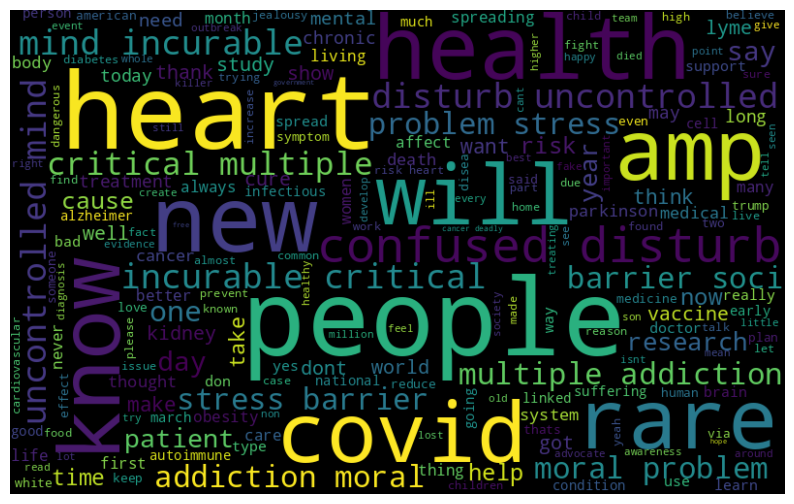 person american jealousy much spreading child team high believe
event need month mental lyme fight happy died point give
mind incurable health say
outbreak diabetes whole chronic higher support sure
body study living
today thank trying show disturb uncontrolled
killer government
dangerous heart increase spread problem stress even may cell long
still symptom affect want risk year tell seen
critical multiple death amp
right treatment cure will said best risk heart fake important
find create always infectious women develop disease part due many
cause ill every home think trump
alzheimer new parkinson medical live
bad well fact work cancer deadly see treating found two
evidence free confused disturb
uncontrolled mind cancer almost common
know incurable critical barrier soci
someone diagnosis better prevent healthy people made society way medicine now really
never please love known one vaccine early
kidney take million feel reason son doctor talk little
cardiovascular effect issue day yes dont case world research isnt mean plan let
thought don national reduce multiple addiction
make stress barrier suffering human brain
good food try march obesity non covid old linked rare
lot patient care type lost going system got via yeah thats hope
life autoimmune advocate awareness around
read keep first thing help moral problem
white time addiction moral children condition use learn